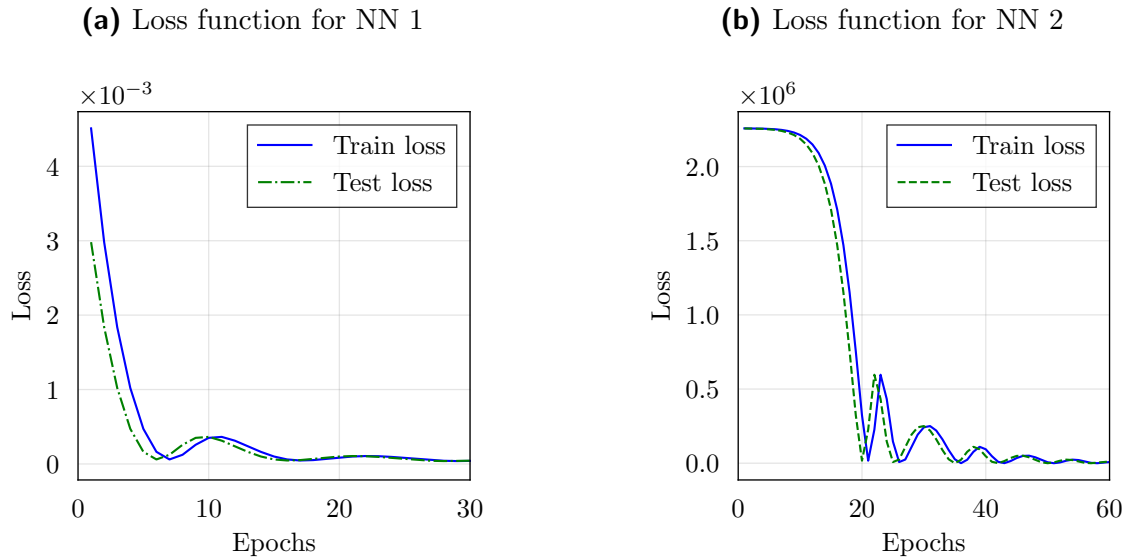 (a) Loss function for NN 1
×10⁻³
Train loss
Test loss
4
3
2
1
0
Loss
0 10 20 30
Epochs
(b) Loss function for NN 2
×10⁶
Train loss
Test loss
2.0
1.5
1.0
0.5
0.0
Loss
0 20 40 60
Epochs